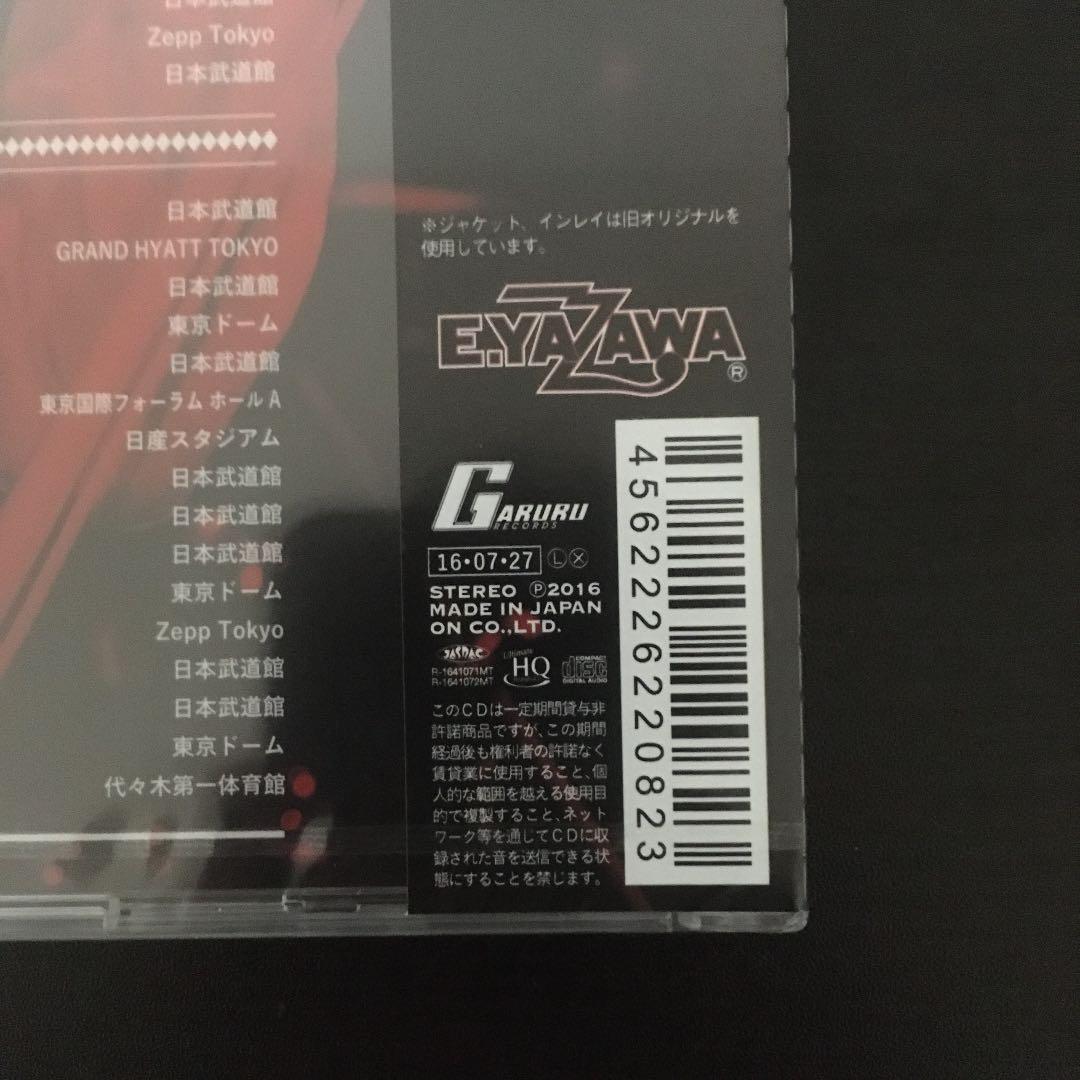 日本武道館
Zepp Tokyo
日本武道館
日本武道館
GRAND HYATT TOKYO
日本武道館
東京ドーム
日本武道館
東京国際フォーラム ホールA
日産スタジアム
日本武道館
日本武道館
日本武道館
東京ドーム
Zepp Tokyo
日本武道館
日本武道館
東京ドーム
代々木第一体育館
※ジャケット、インレイは旧オリジナルを
使用しています。
E.YAZAWA
®
GARURU
RECORDS
16・07・27 Ⓛ Ⓧ
STEREO Ⓟ2016
MADE IN JAPAN
ON CO.,LTD.
JASRAC
R-1641071MT
R-1641072MT
Ultimate
HQ
COMPACT
disc
DIGITAL AUDIO
このCDは一定期間貸与非
許諾商品ですが、この期間
経過後も権利者の許諾なく
賃貸業に使用すること、個
人的な範囲を越える使用目
的で複製すること、ネット
ワーク等を通じてCDに収
録された音を送信できる状
態にすることを禁じます。
4562226220823